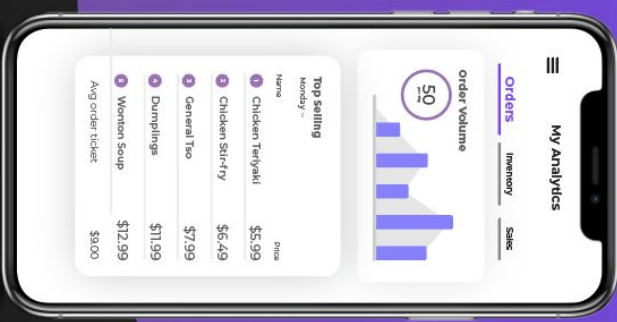 My Analytics
Orders Inventory Sales
Order Volume
50
per day
Top Selling
Monday
Name Price
1 Chicken Teriyaki $5.99
2 Chicken Stir-fry $6.49
3 General Tso $7.99
4 Dumplings $11.99
5 Wonton Soup $12.99
Avg order ticket $9.00